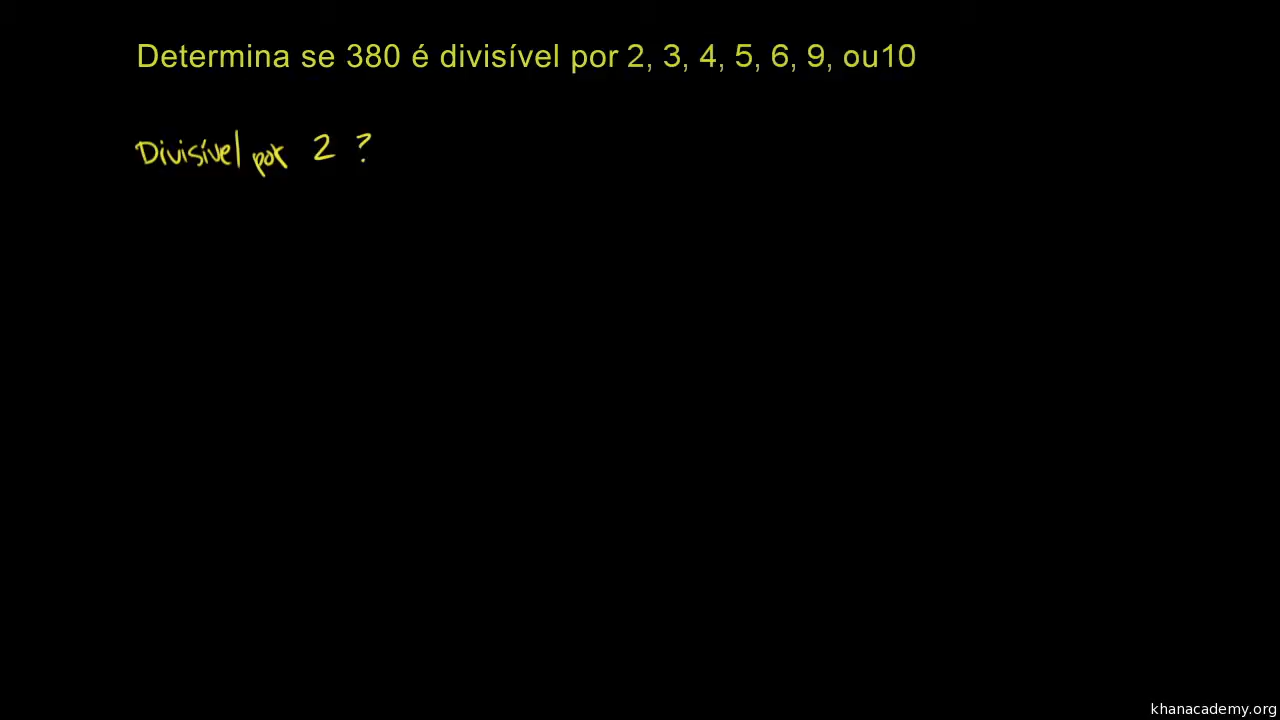 Determina se 380 é divisível por 2, 3, 4, 5, 6, 9, ou10
Divisível por 2 ?
khanacademy.org